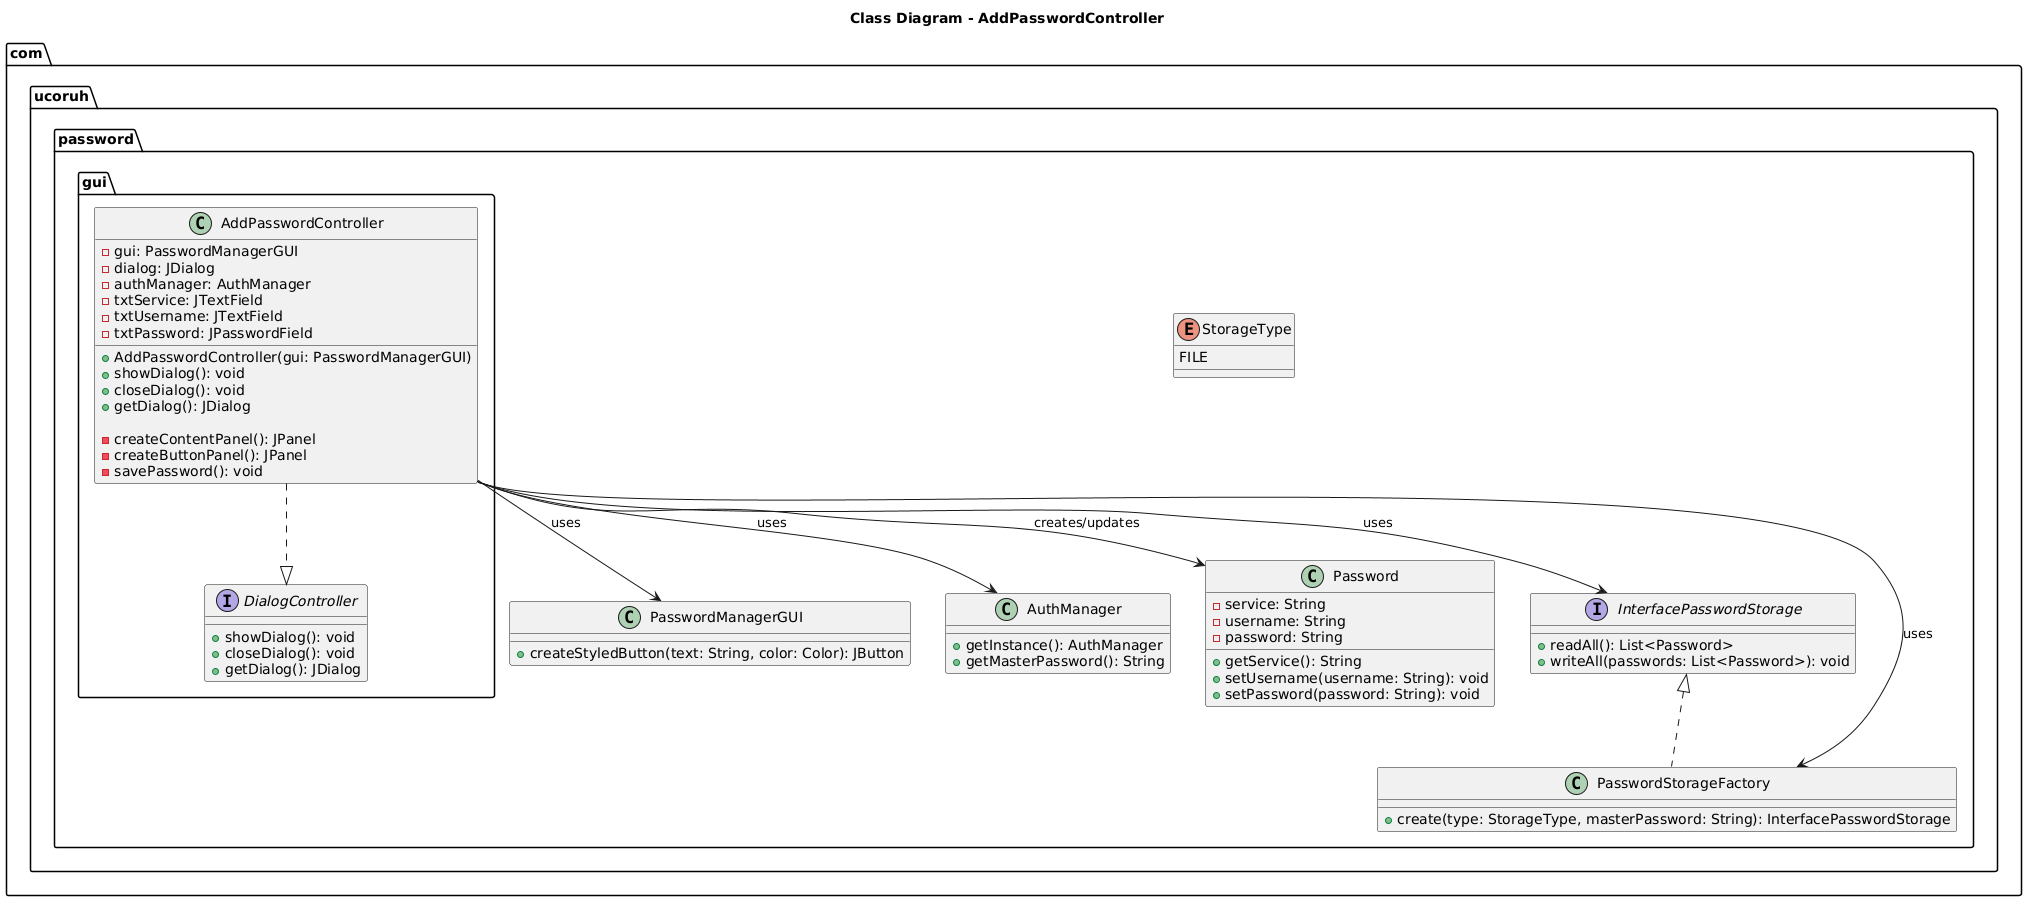 Class Diagram - AddPasswordController
com
ucoruh
password
gui
C AddPasswordController
gui: PasswordManagerGUI
dialog: JDialog
authManager: AuthManager
txtService: JTextField
txtUsername: JTextField
txtPassword: JPasswordField
AddPasswordController(gui: PasswordManagerGUI)
showDialog(): void
closeDialog(): void
getDialog(): JDialog
createContentPanel(): JPanel
createButtonPanel(): JPanel
savePassword(): void
E StorageType
FILE
uses
uses
creates/updates
uses
uses
I DialogController
showDialog(): void
closeDialog(): void
getDialog(): JDialog
C PasswordManagerGUI
createStyledButton(text: String, color: Color): JButton
C AuthManager
getInstance(): AuthManager
getMasterPassword(): String
C Password
service: String
username: String
password: String
getService(): String
setUsername(username: String): void
setPassword(password: String): void
I InterfacePasswordStorage
readAll(): List<Password>
writeAll(passwords: List<Password>): void
C PasswordStorageFactory
create(type: StorageType, masterPassword: String): InterfacePasswordStorage